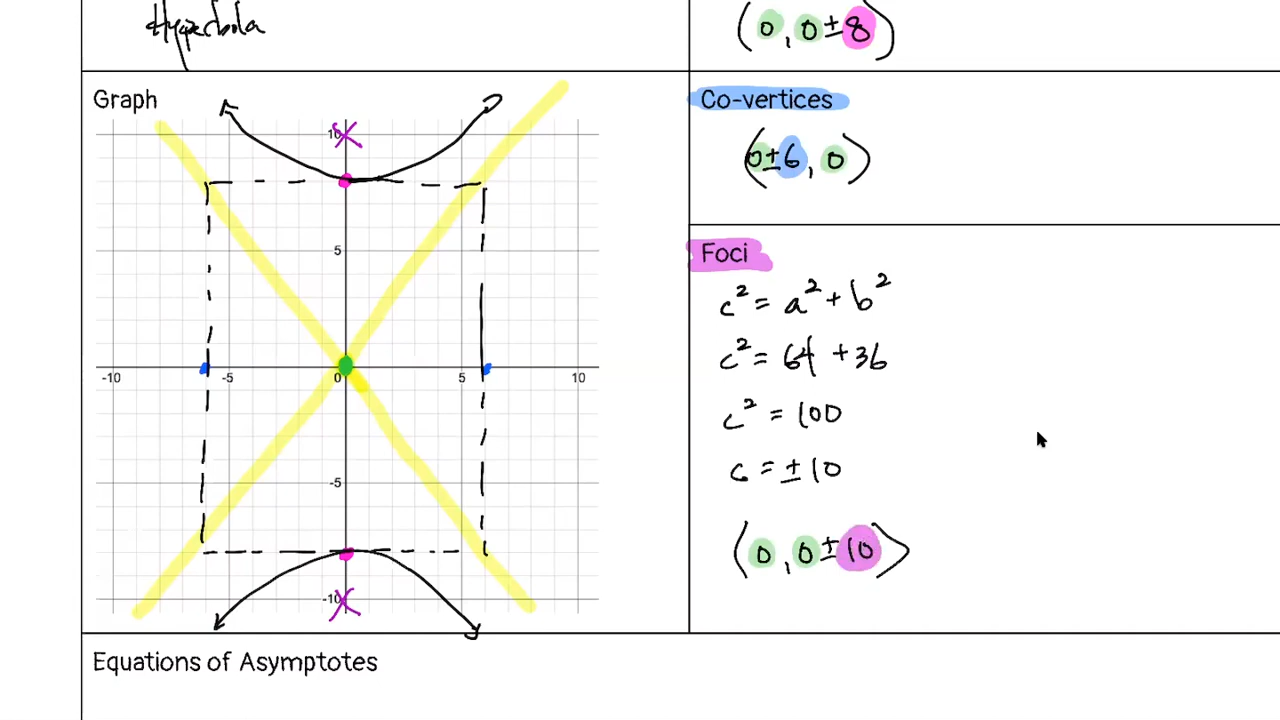 Hyperbola
(0, 0±8)
Graph
Co-vertices
(0±6, 0)
Foci
c² = a² + b²
c² = 64 + 36
c² = 100
c = ±10
(0, 0±10)
10
5
-10 -5 0 5 10
-5
-10
Equations of Asymptotes